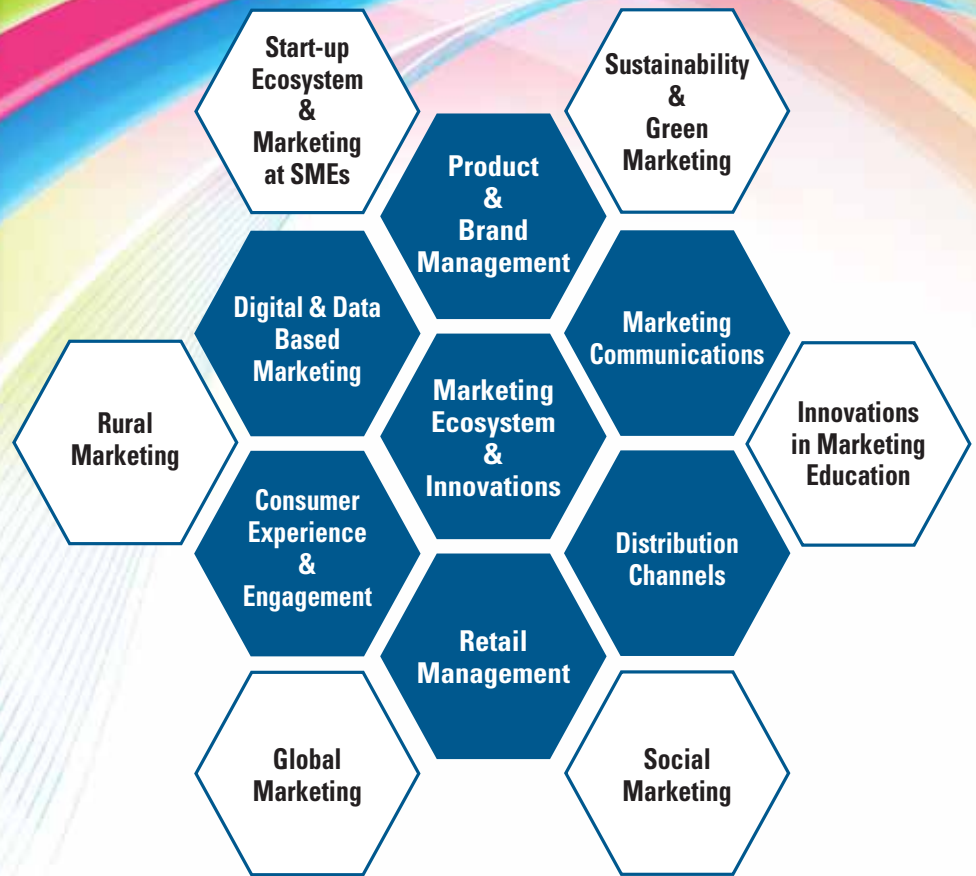 Start-up
Ecosystem
&
Marketing
at SMEs
Sustainability
&
Green
Marketing
Product
&
Brand
Management
Digital & Data
Based
Marketing
Marketing
Communications
Rural
Marketing
Marketing
Ecosystem
&
Innovations
Innovations
in Marketing
Education
Consumer
Experience
&
Engagement
Distribution
Channels
Retail
Management
Global
Marketing
Social
Marketing